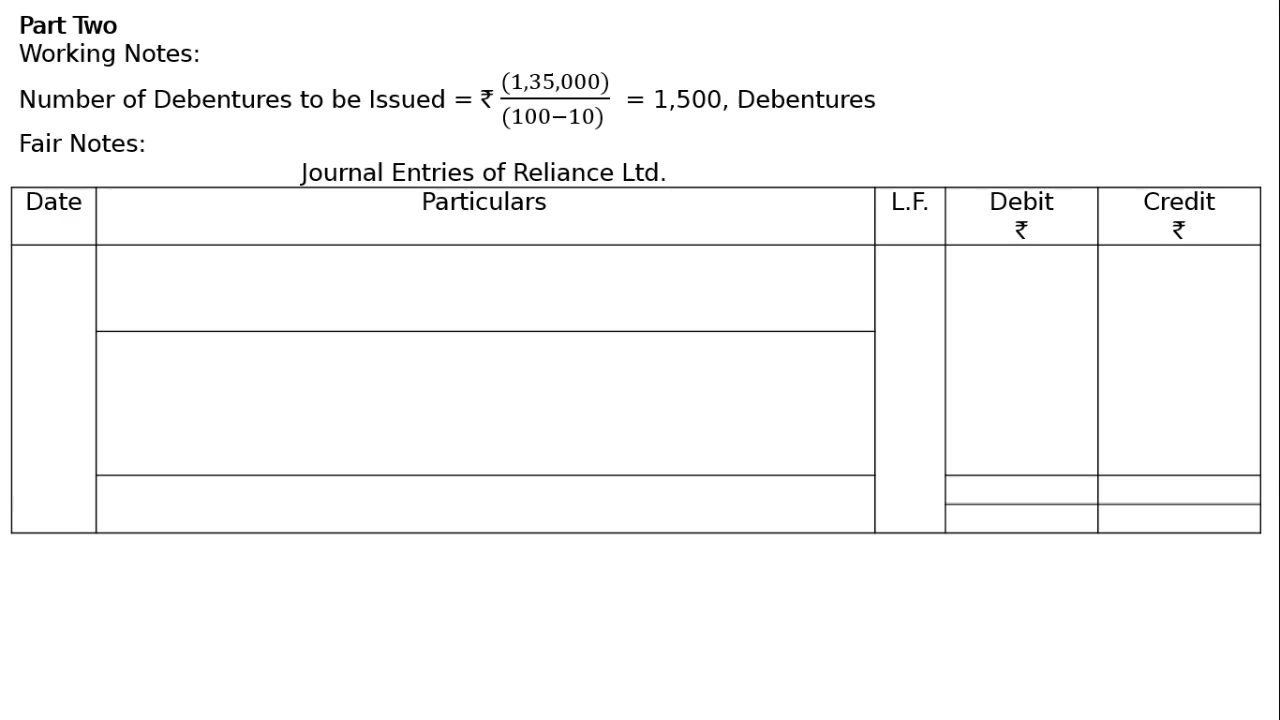 Part Two
Working Notes:
Number of Debentures to be Issued = ₹ (1,35,000)/(100−10) = 1,500, Debentures
Fair Notes:
Journal Entries of Reliance Ltd.
Date Particulars L.F. Debit ₹ Credit ₹